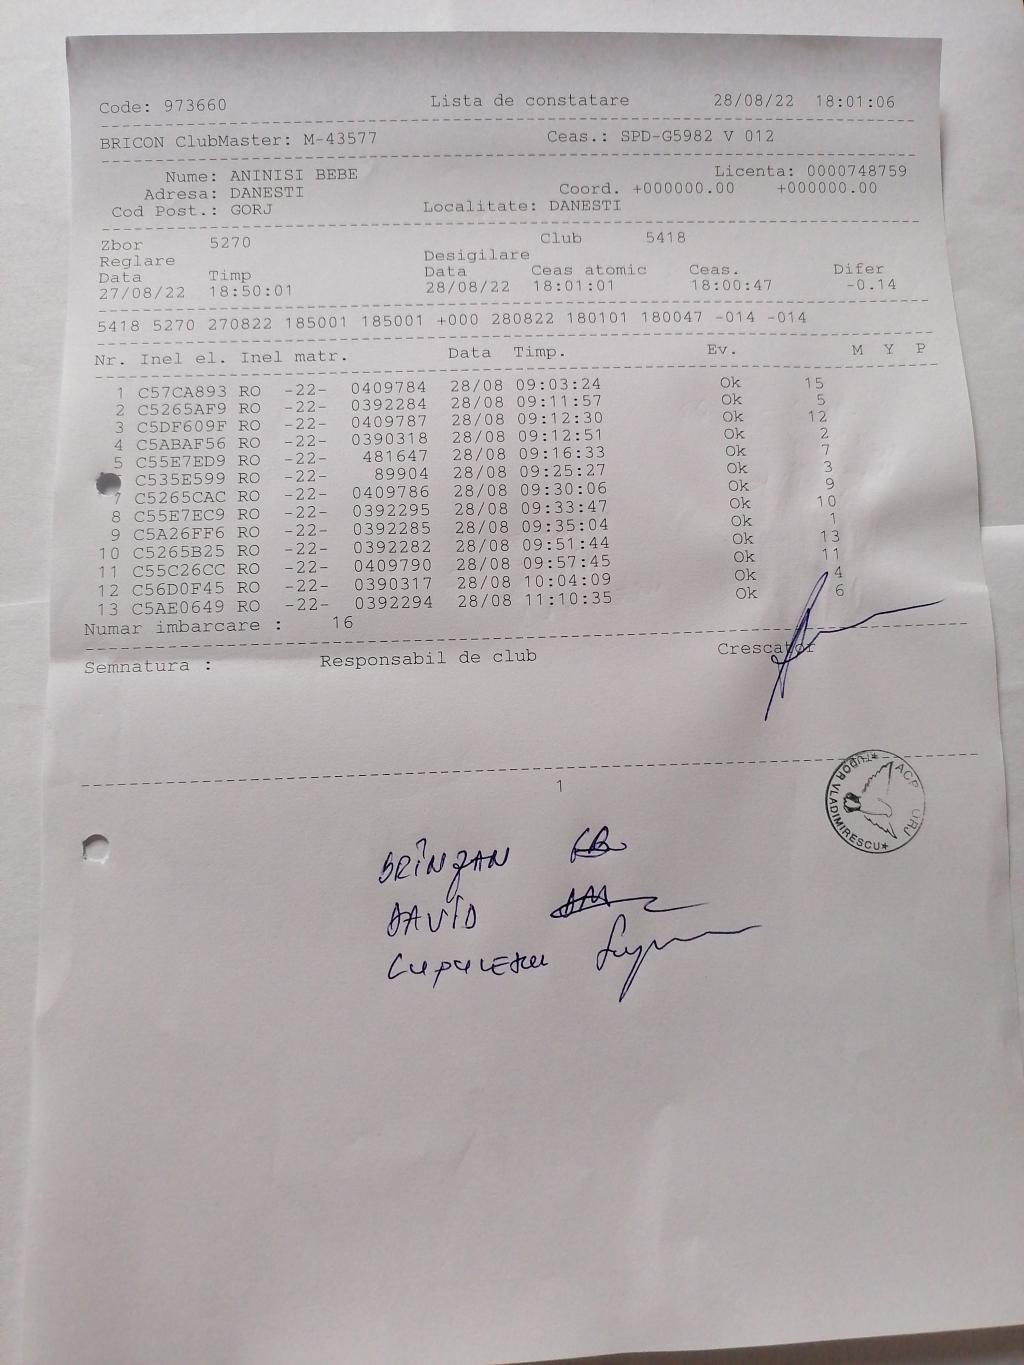 Code: 973660 Lista de constatare 28/08/22 18:01:06
BRICON ClubMaster: M-43577 Ceas.: SPD-G5982 V 012
Nume: ANINISI BEBE Licenta: 0000748759
Adresa: DANESTI Coord. +000000.00 +000000.00
Cod Post.: GORJ Localitate: DANESTI
Zbor 5270 Club 5418
Reglare Desigilare
Data Timp Data Ceas atomic Ceas. Difer
27/08/22 18:50:01 28/08/22 18:01:01 18:00:47 -0.14
5418 5270 270822 185001 185001 +000 280822 180101 180047 -014 -014
Nr. Inel el. Inel matr. Data Timp. Ev. M Y P
1 C57CA893 RO -22- 0409784 28/08 09:03:24 Ok 15
2 C5265AF9 RO -22- 0392284 28/08 09:11:57 Ok 5
3 C5DF609F RO -22- 0409787 28/08 09:12:30 Ok 12
4 C5ABAF56 RO -22- 0390318 28/08 09:12:51 Ok 2
5 C55E7ED9 RO -22- 481647 28/08 09:16:33 Ok 7
C535E599 RO -22- 89904 28/08 09:25:27 Ok 3
7 C5265CAC RO -22- 0409786 28/08 09:30:06 Ok 9
8 C55E7EC9 RO -22- 0392295 28/08 09:33:47 Ok 10
9 C5A26FF6 RO -22- 0392285 28/08 09:35:04 Ok 1
10 C5265B25 RO -22- 0392282 28/08 09:51:44 Ok 13
11 C55C26CC RO -22- 0409790 28/08 09:57:45 Ok 11
12 C56D0F45 RO -22- 0390317 28/08 10:04:09 Ok 4
13 C5AE0649 RO -22- 0392294 28/08 11:10:35 Ok 6
Numar imbarcare : 16
Semnatura : Responsabil de club Crescator
1
ACP
*TUDOR VLADIMIRESCU*
BRÎNZAN
DAVID